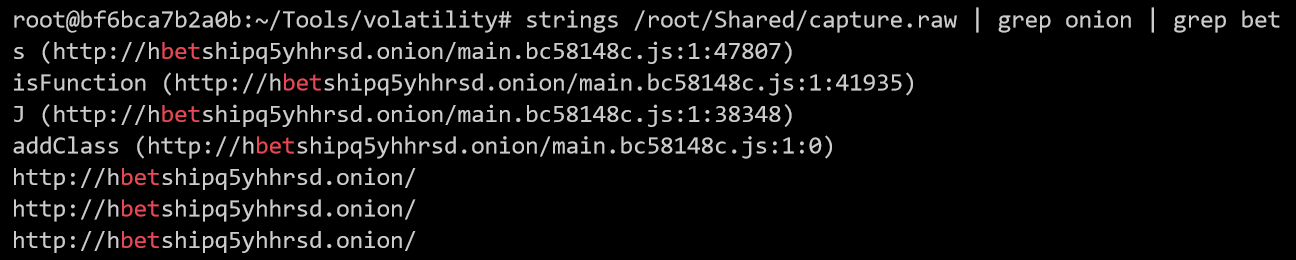 root@bf6bca7b2a0b:~/Tools/volatility# strings /root/Shared/capture.raw | grep onion | grep bet
s (http://hbetshipq5yhhrsd.onion/main.bc58148c.js:1:47807)
isFunction (http://hbetshipq5yhhrsd.onion/main.bc58148c.js:1:41935)
J (http://hbetshipq5yhhrsd.onion/main.bc58148c.js:1:38348)
addClass (http://hbetshipq5yhhrsd.onion/main.bc58148c.js:1:0)
http://hbetshipq5yhhrsd.onion/
http://hbetshipq5yhhrsd.onion/
http://hbetshipq5yhhrsd.onion/